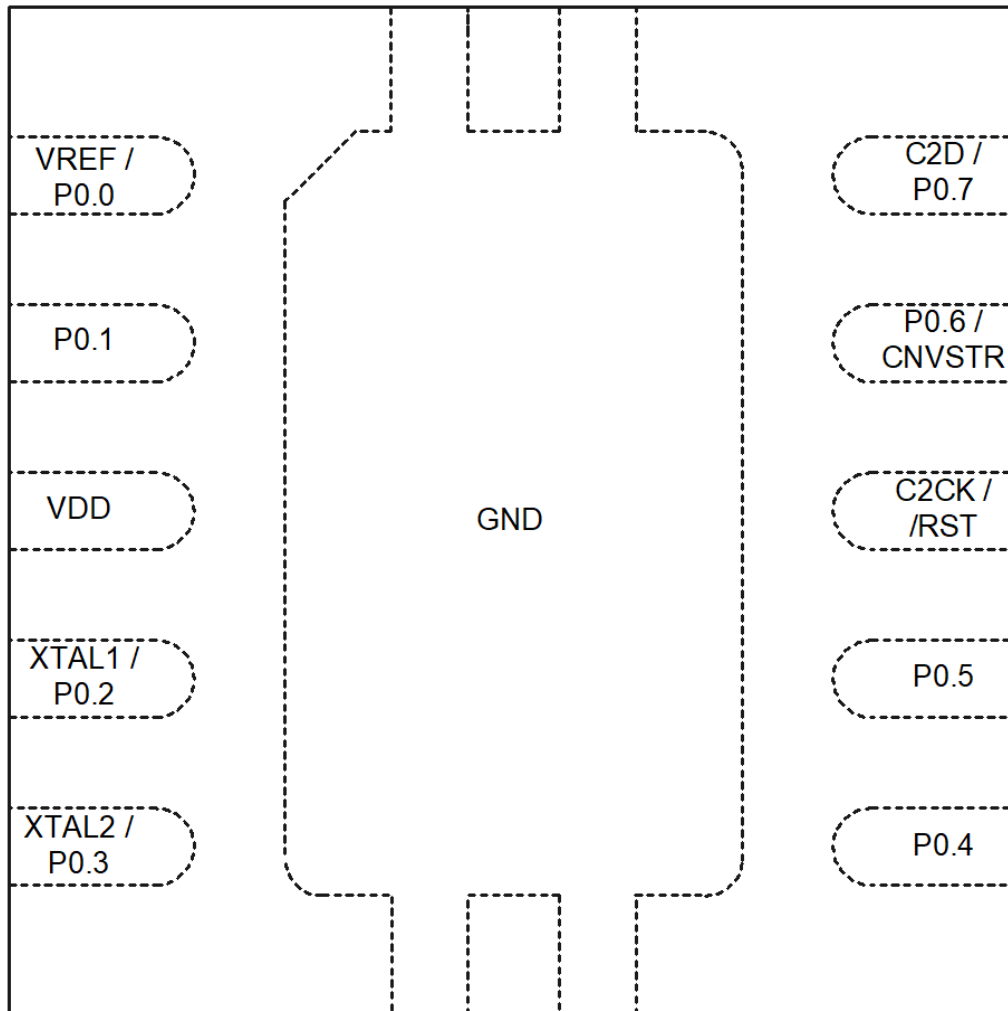 VREF /
P0.0
P0.1
VDD
XTAL1 /
P0.2
XTAL2 /
P0.3
GND
C2D /
P0.7
P0.6 /
CNVSTR
C2CK /
/RST
P0.5
P0.4